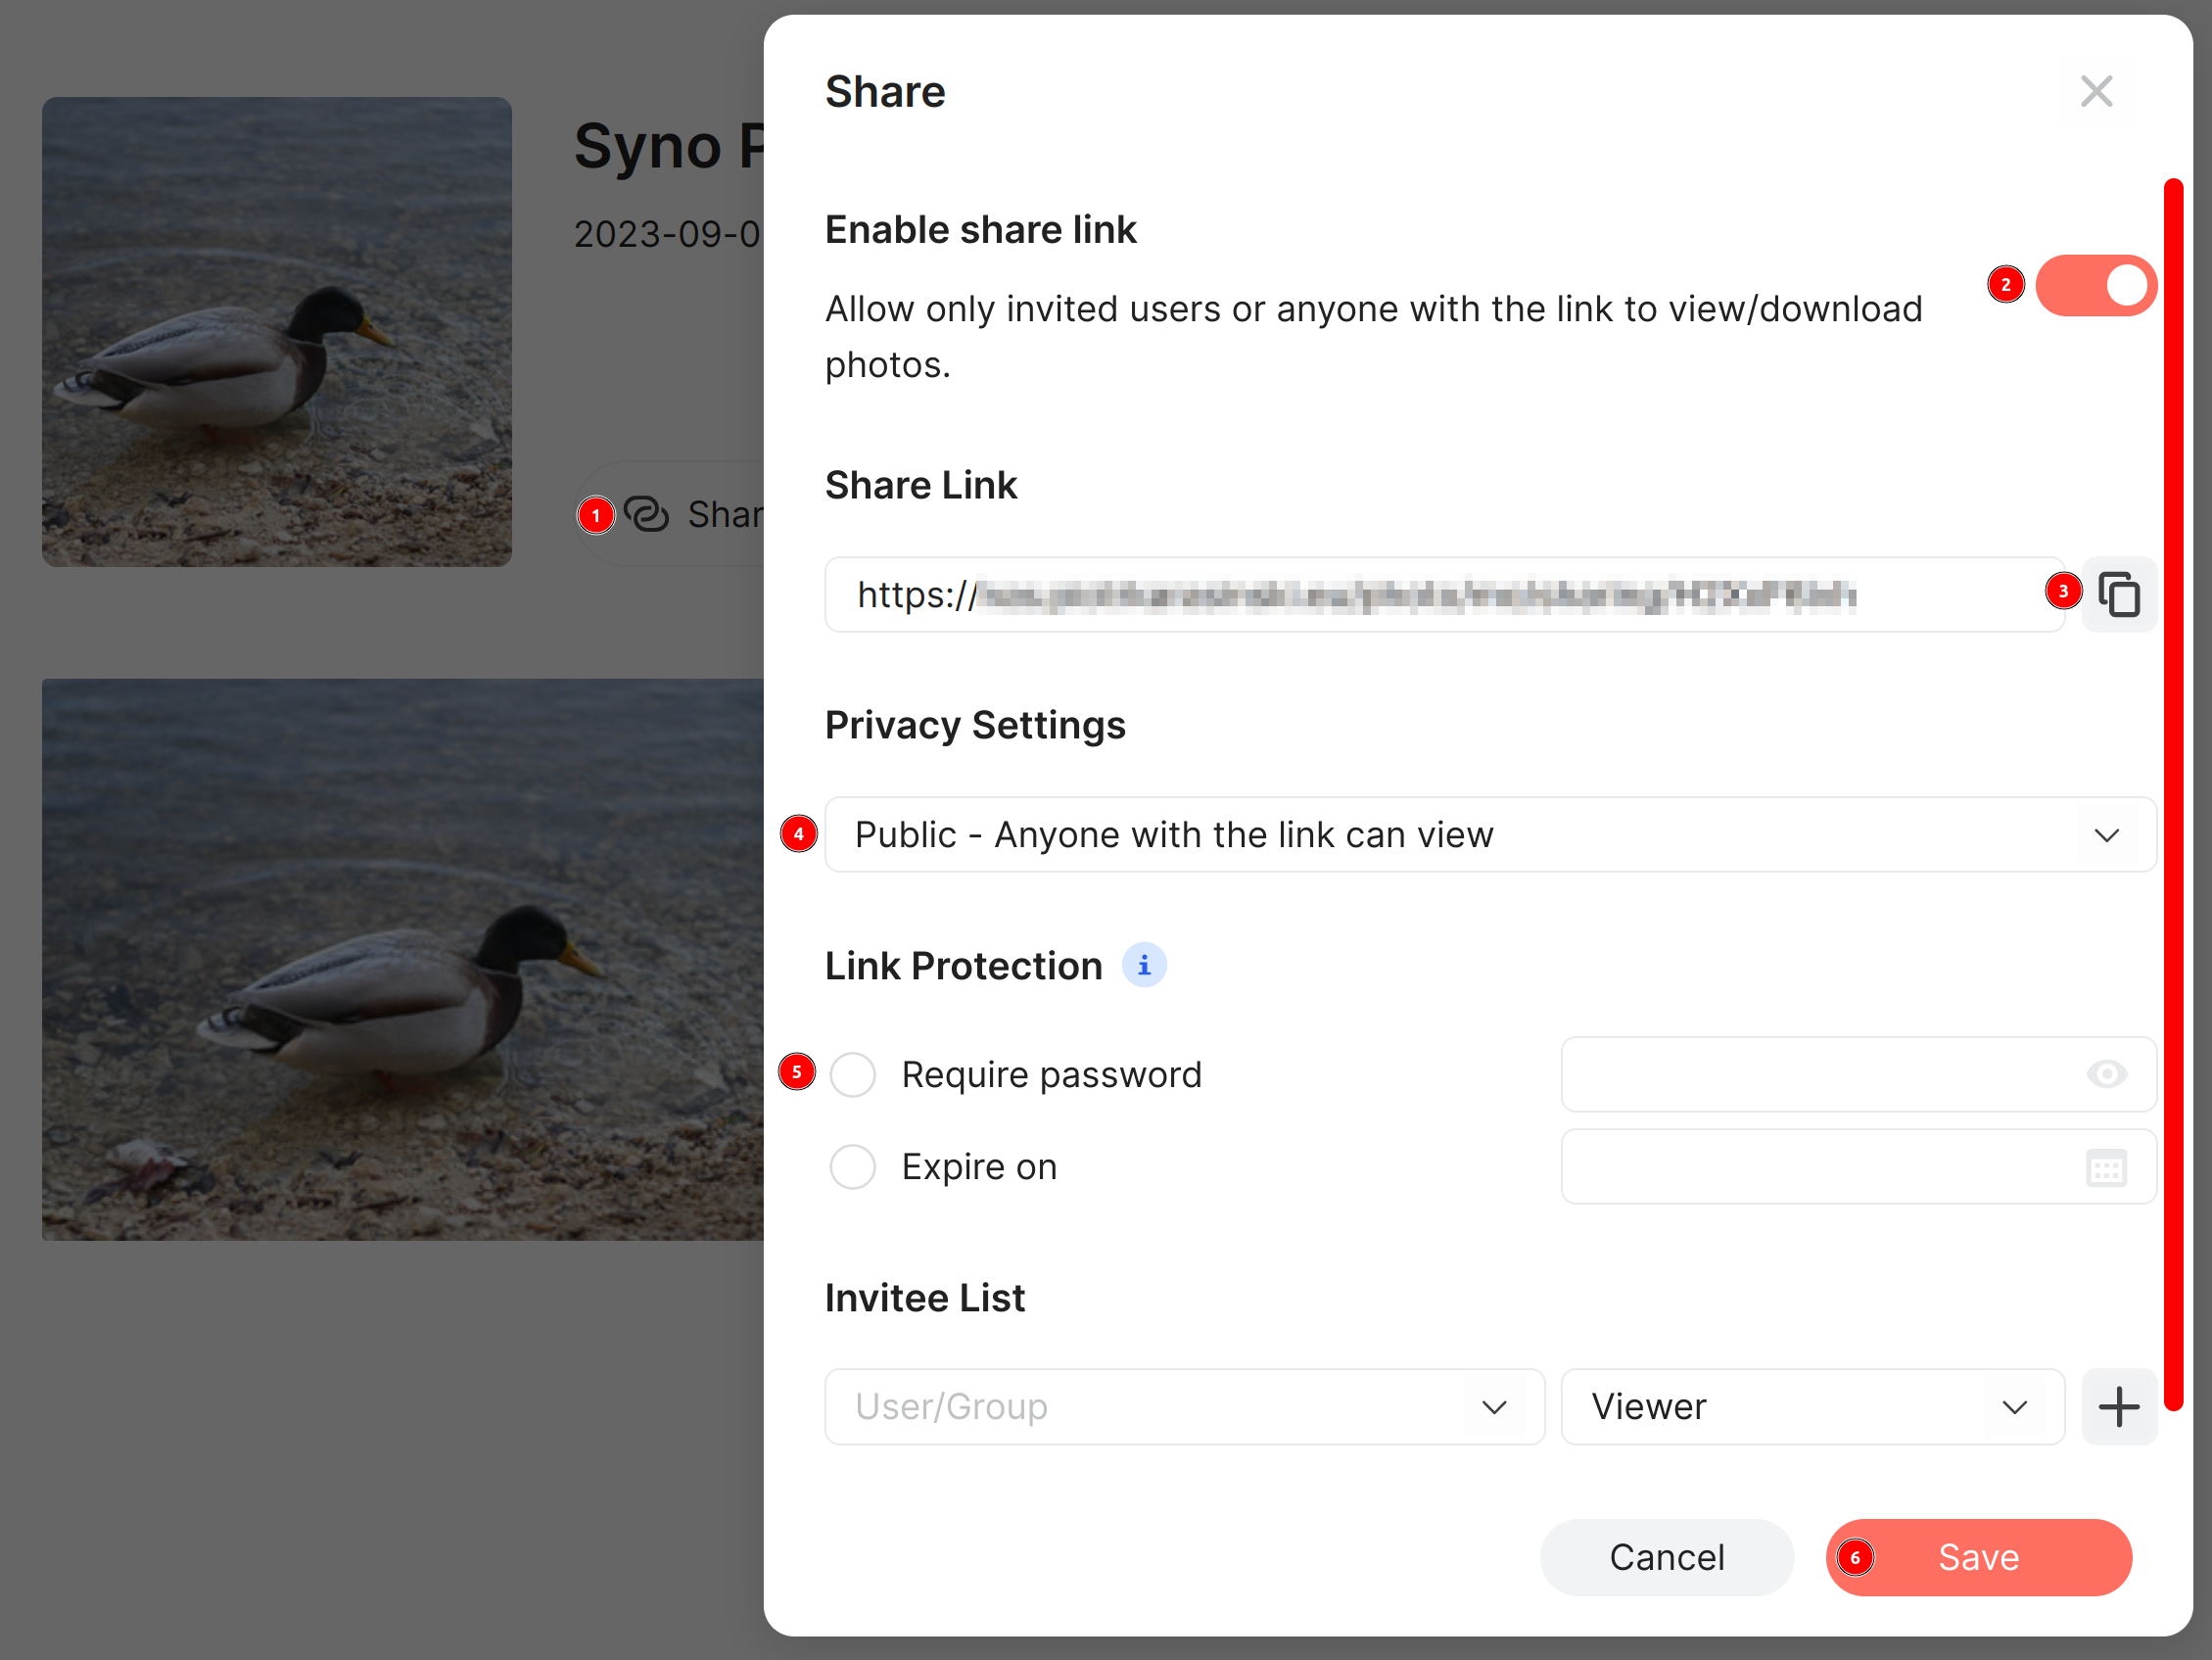 Syno
2023-09-0
1
Share
Enable share link
2
Allow only invited users or anyone with the link to view/download
photos.
Share Link
https://
3
Privacy Settings
4
Public - Anyone with the link can view
Link Protection
i
5
Require password
Expire on
Invitee List
User/Group
Viewer
Cancel
6
Save